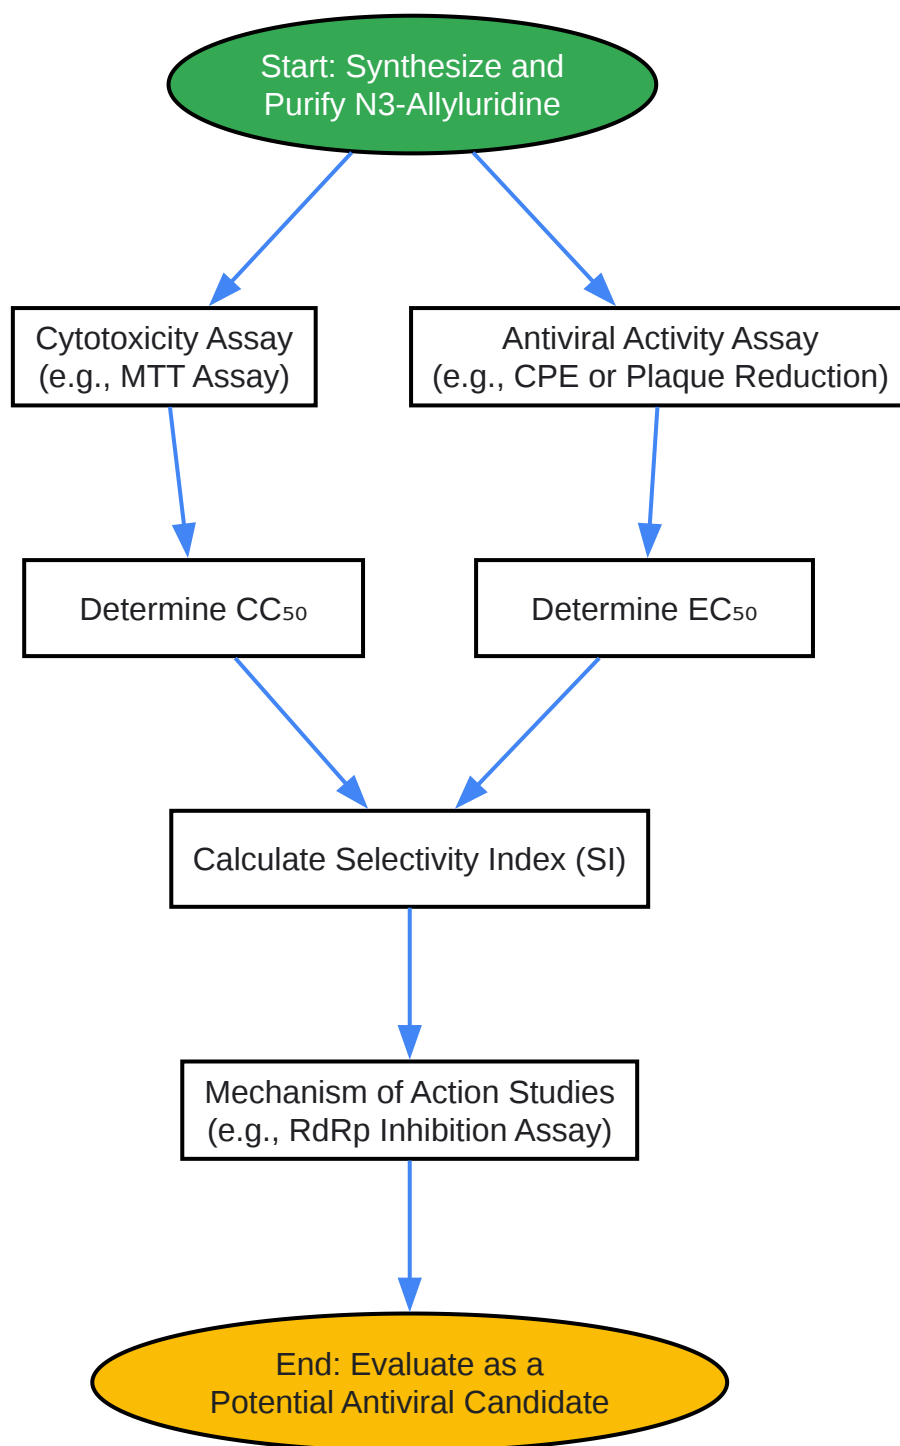 Start: Synthesize and
Purify N3-Allyluridine
Cytotoxicity Assay
(e.g., MTT Assay)
Antiviral Activity Assay
(e.g., CPE or Plaque Reduction)
Determine CC₅₀
Determine EC₅₀
Calculate Selectivity Index (SI)
Mechanism of Action Studies
(e.g., RdRp Inhibition Assay)
End: Evaluate as a
Potential Antiviral Candidate